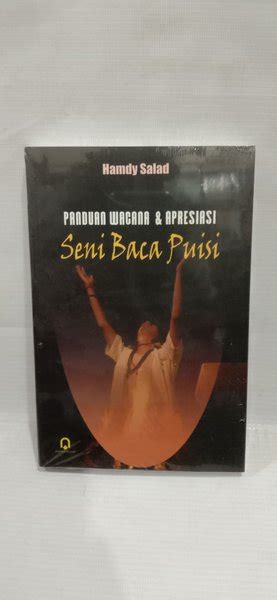 Hamdy Salad
PANDUAN WACANA & APRESIASI
Seni Baca Puisi